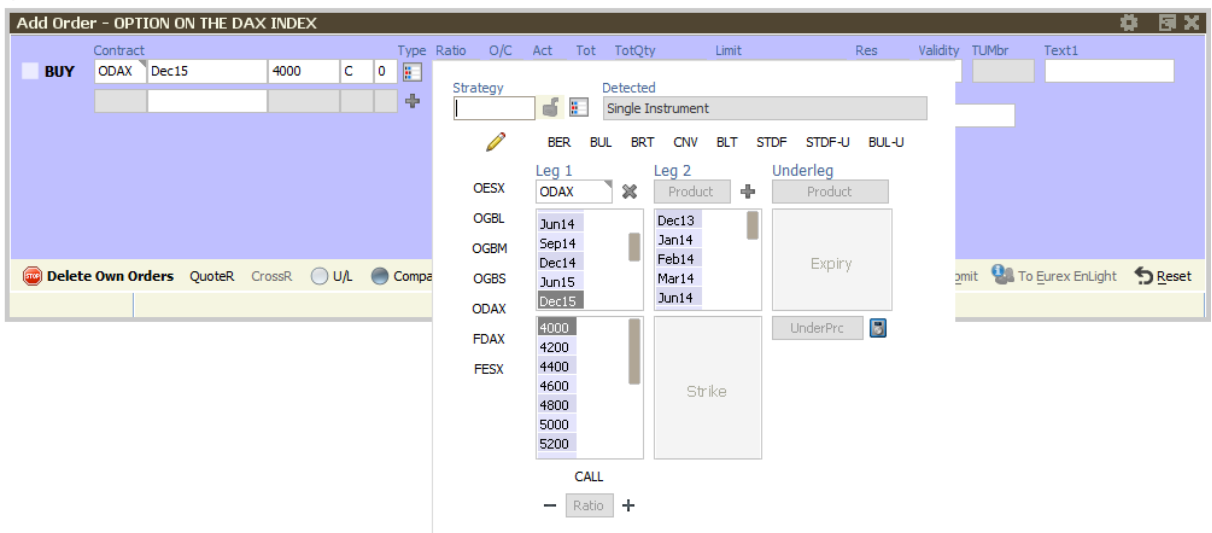 Add Order - OPTION ON THE DAX INDEX
Contract Type Ratio O/C Act Tot TotQty Limit Res Validity TUMbr Text1
BUY ODAX Dec15 4000 C 0
Strategy Detected
Single Instrument
BER BUL BRT CNV BLT STDF STDF-U BUL-U
Leg 1 Leg 2 Underleg
OESX ODAX Product Product
OGBL Jun14 Dec13
OGBM Sep14 Jan14
Dec14 Feb14 Expiry
OGBS Jun15 Mar14
ODAX Dec15 Jun14
Delete Own Orders QuoteR CrossR U/L Compa
To Eurex EnLight Reset
4000 UnderPrc
FDAX 4200
FESX 4400
4600 Strike
4800
5000
5200
CALL
Ratio